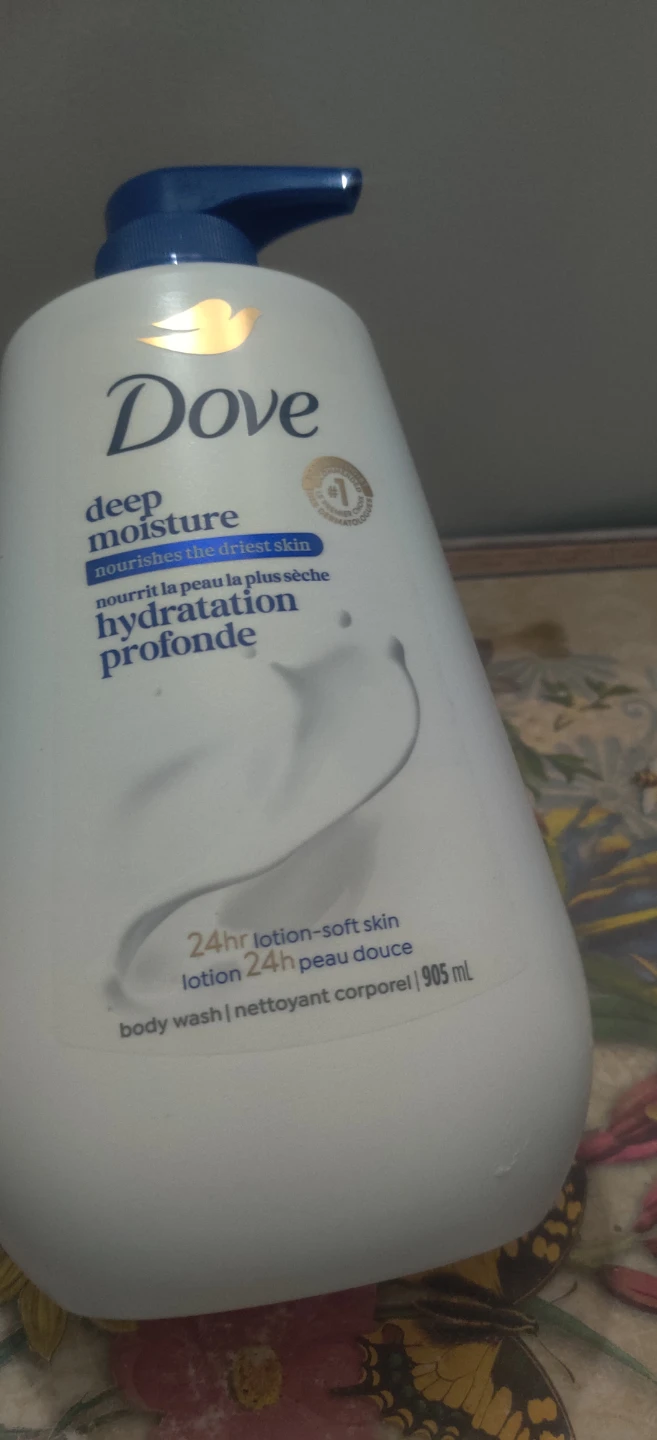 Dove
deep
moisture
nourishes the driest skin
nourrit la peau la plus sèche
hydratation
profonde
#1
DERMATOLOGUES
24hr lotion-soft skin
lotion 24h peau douce
body wash | nettoyant corporel | 905 mL